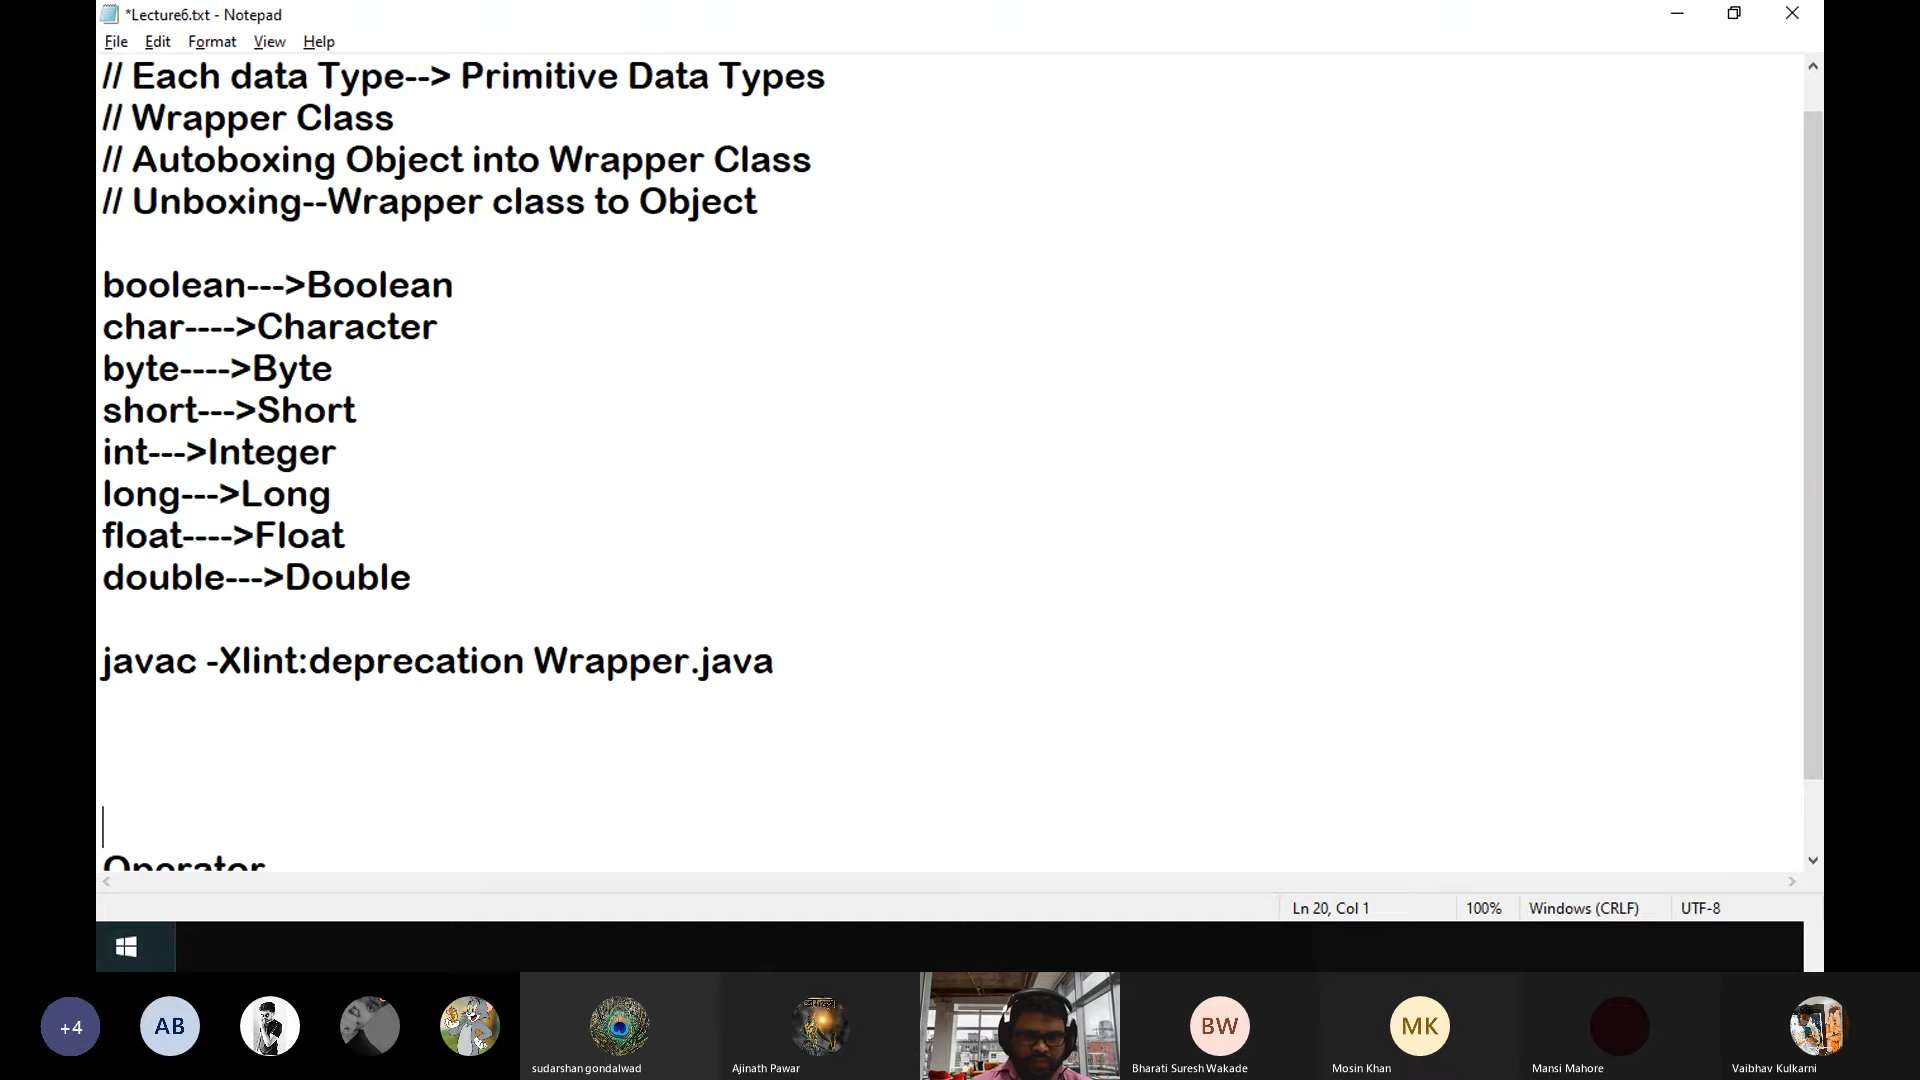 *Lecture6.txt - Notepad
File Edit Format View Help
// Each data Type--> Primitive Data Types
// Wrapper Class
// Autoboxing Object into Wrapper Class
// Unboxing--Wrapper class to Object
boolean--->Boolean
char---->Character
byte---->Byte
short--->Short
int--->Integer
long--->Long
float---->Float
double--->Double
javac -Xlint:deprecation Wrapper.java
Operator
Ln 20, Col 1 100% Windows (CRLF) UTF-8
+4 AB BW MK
sudarshan gondalwad Ajinath Pawar Bharati Suresh Wakade Mosin Khan Mansi Mahore Vaibhav Kulkarni